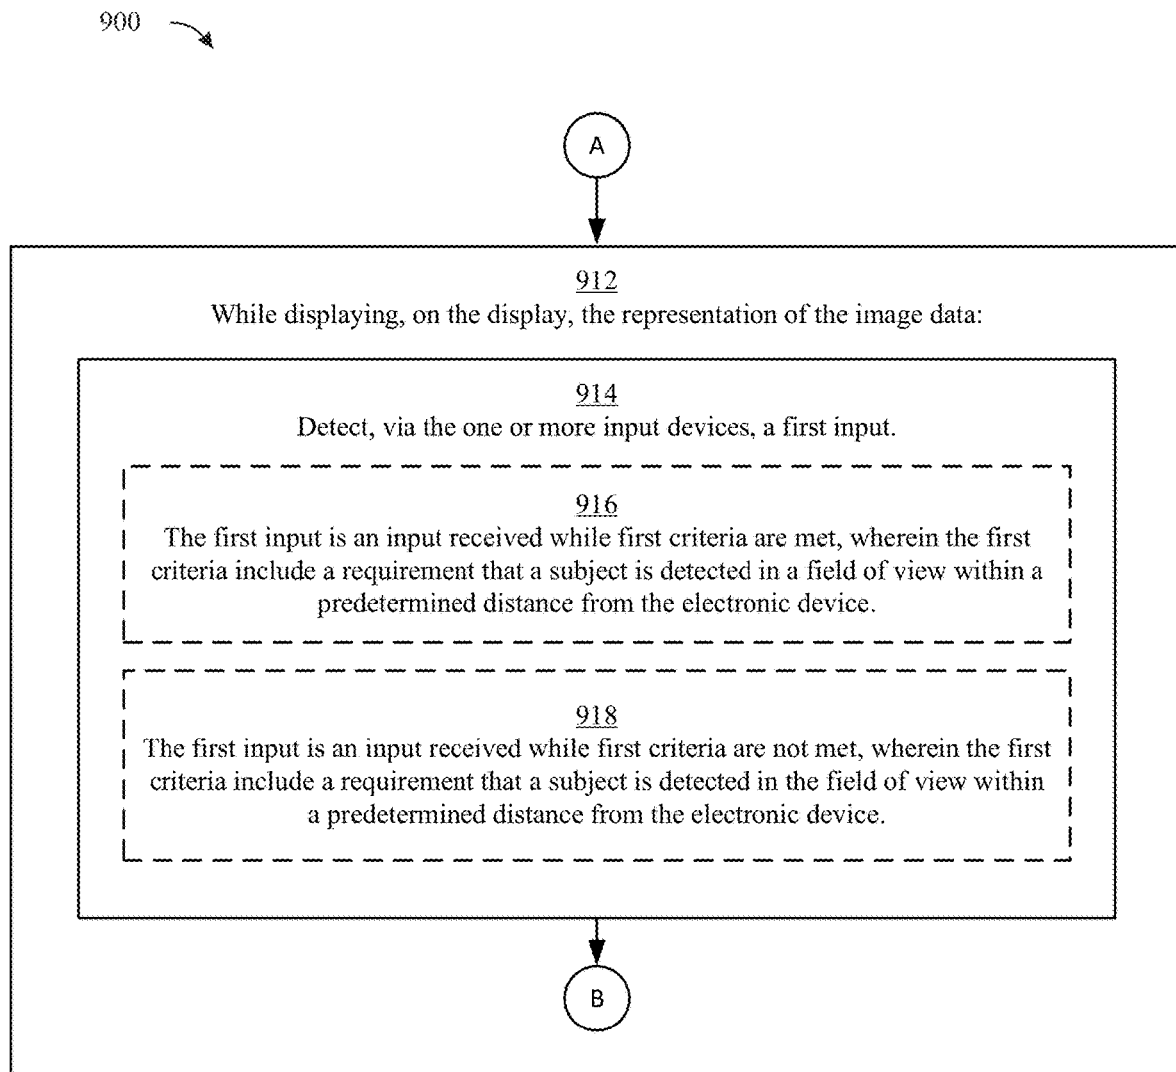 900
A
912
While displaying, on the display, the representation of the image data:
914
Detect, via the one or more input devices, a first input.
916
The first input is an input received while first criteria are met, wherein the first
criteria include a requirement that a subject is detected in a field of view within a
predetermined distance from the electronic device.
918
The first input is an input received while first criteria are not met, wherein the first
criteria include a requirement that a subject is detected in the field of view within
a predetermined distance from the electronic device.
B